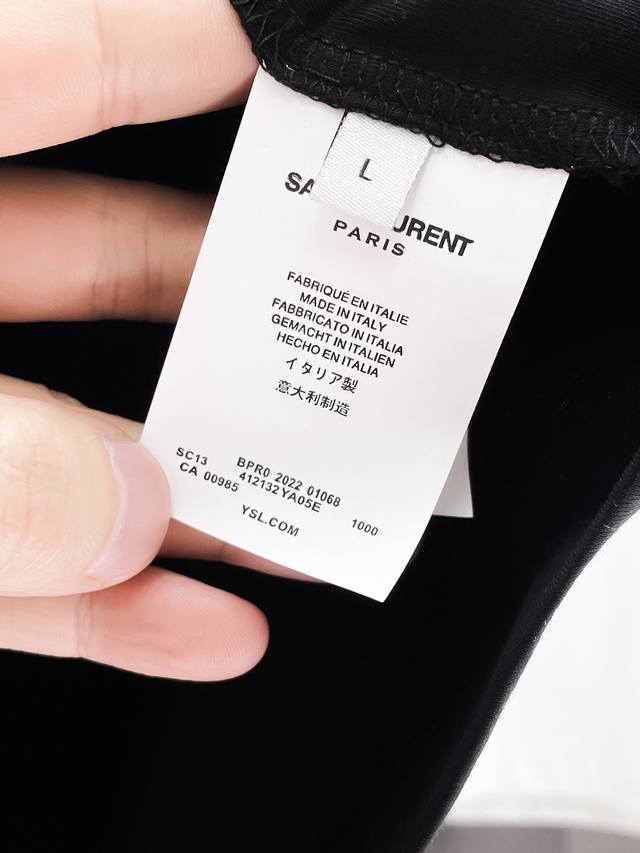 L
SA URENT
PARIS
FABRIQUÉ EN ITALIE
MADE IN ITALY
FABBRICATO IN ITALIA
GEMACHT IN ITALIEN
HECHO EN ITALIA
イタリア製
意大利制造
SC13 BPR0 2022 01068
CA 00985 412132YA05E 1000
YSL.COM